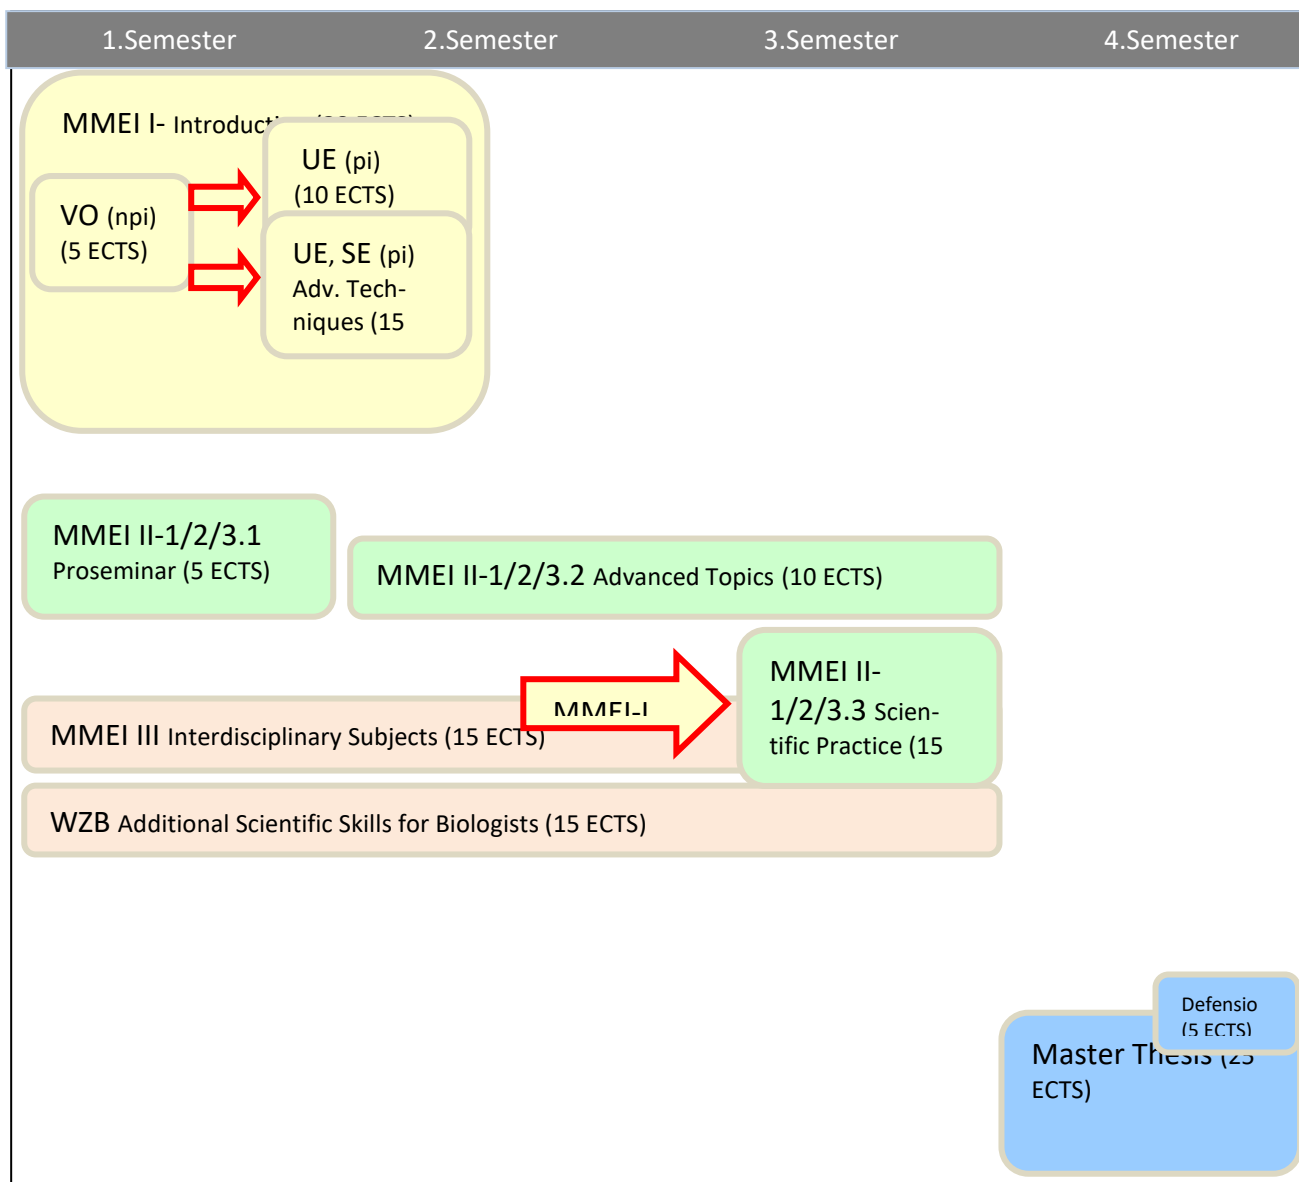 1.Semester 2.Semester 3.Semester 4.Semester
MMEI I- Introduct
UE (pi)
(10 ECTS)
VO (npi)
(5 ECTS)
UE, SE (pi)
Adv. Tech-
niques (15
MMEI II-1/2/3.1
Proseminar (5 ECTS)
MMEI II-1/2/3.2 Advanced Topics (10 ECTS)
MMEI II-
1/2/3.3 Scien-
tific Practice (15
MMEI-I
MMEI III Interdisciplinary Subjects (15 ECTS)
WZB Additional Scientific Skills for Biologists (15 ECTS)
Defensio
(5 ECTS)
Master Thesis (25
ECTS)